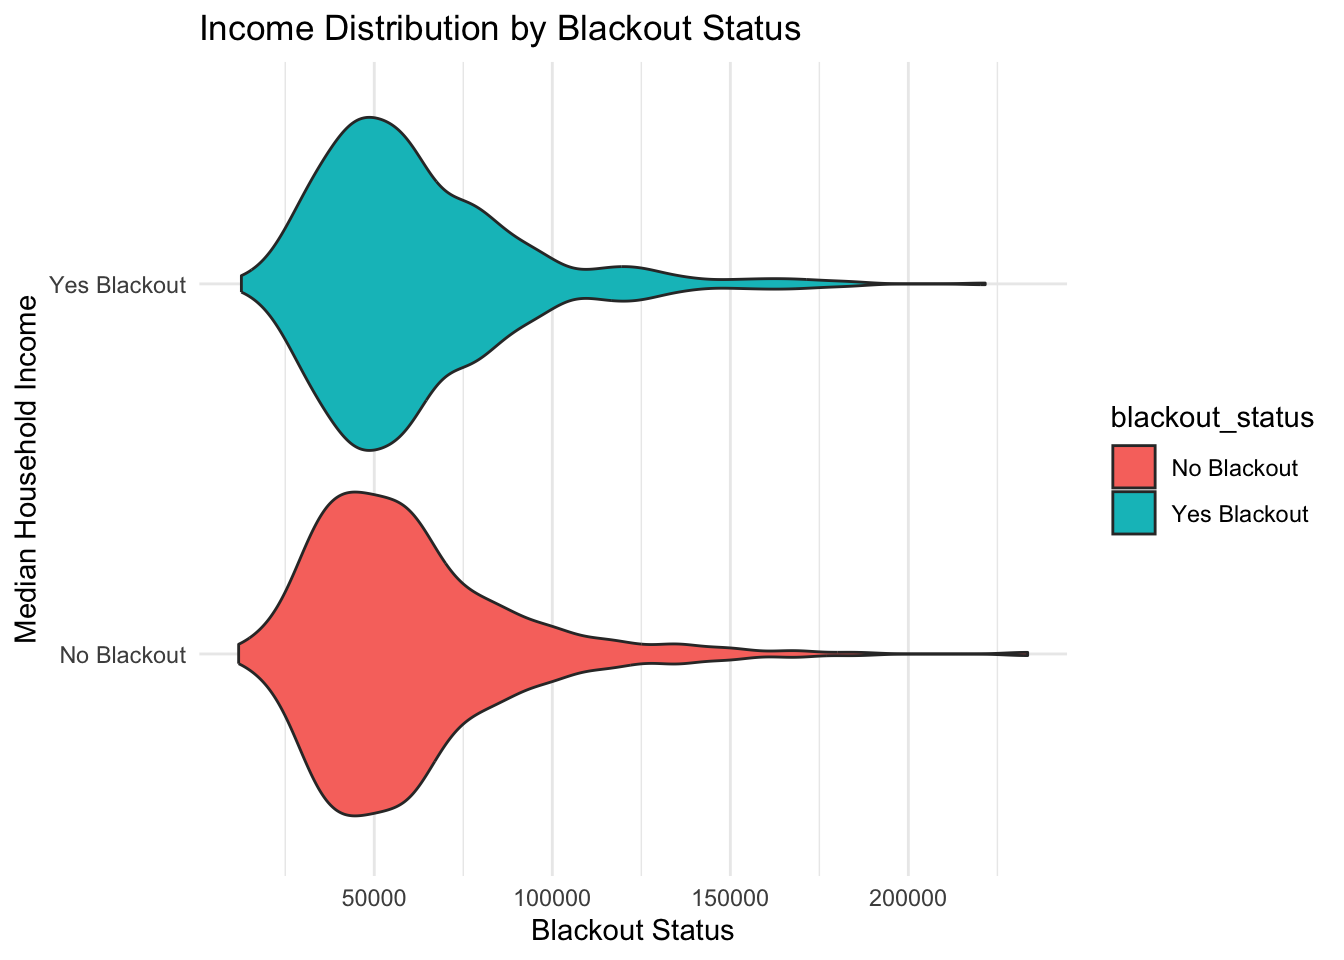 Income Distribution by Blackout Status
Median Household Income
Yes Blackout
No Blackout
50000 100000 150000 200000
Blackout Status
blackout_status
No Blackout
Yes Blackout